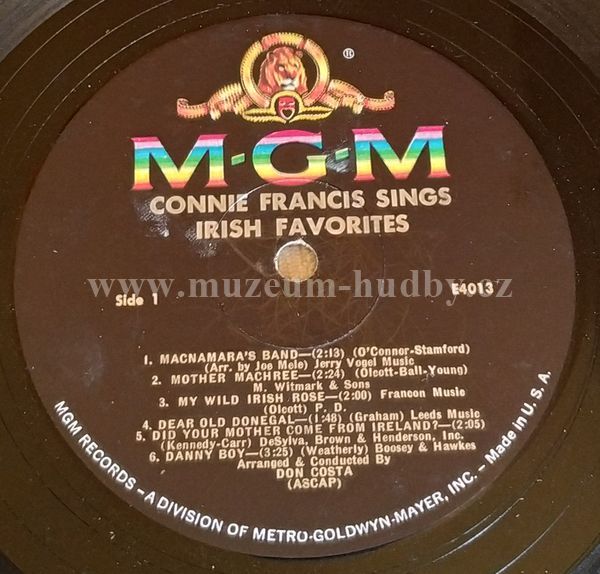 ®
M-G-M
CONNIE FRANCIS SINGS
IRISH FAVORITES
www.muzeum-hudby.cz
Side 1
E4013
1. MACNAMARA'S BAND—(2:13) (O'Connor-Stamford)
(Arr. by Joe Mele) Jerry Vogel Music
2. MOTHER MACHREE—(2:24) (Olcott-Ball-Young)
M. Witmark & Sons
3. MY WILD IRISH ROSE—(2:00) Francon Music
(Olcott) P. D.
4. DEAR OLD DONEGAL—(1:48) (Graham) Leeds Music
5. DID YOUR MOTHER COME FROM IRELAND?—(2:05)
(Kennedy-Carr) DeSylva, Brown & Henderson, Inc.
6. DANNY BOY—(3:25) (Weatherly) Boosey & Hawkes
Arranged & Conducted By
DON COSTA
(ASCAP)
MGM RECORDS – A DIVISION OF METRO-GOLDWYN-MAYER, INC. – Made in U. S. A.